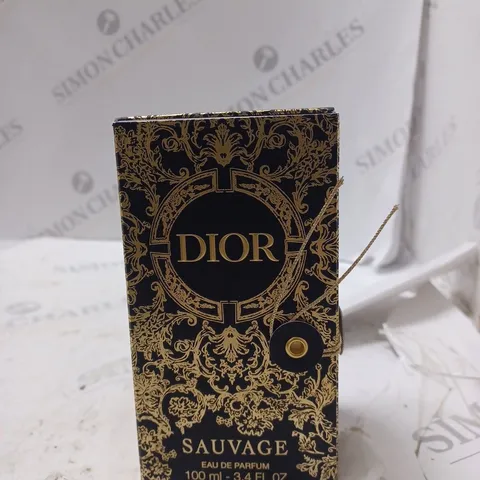 SIMON CHARLES
SIMON CHARLES
DIOR
SAUVAGE
EAU DE PARFUM
100 ml - 3.4 FL. OZ